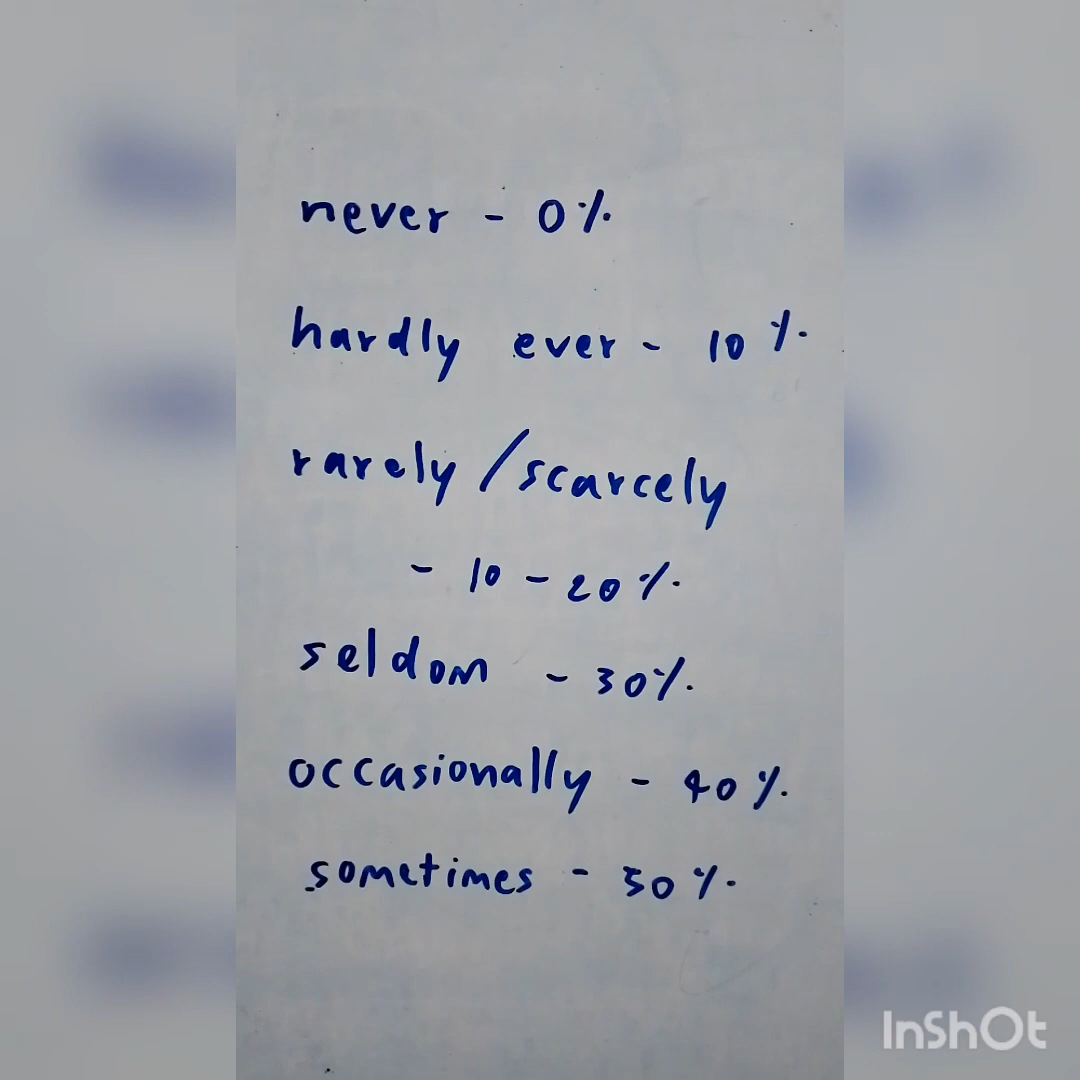 never - 0%
hardly ever - 10%
rarely/scarcely
- 10 - 20%
seldom - 30%
occasionally - 40%
sometimes - 50%
InShOt